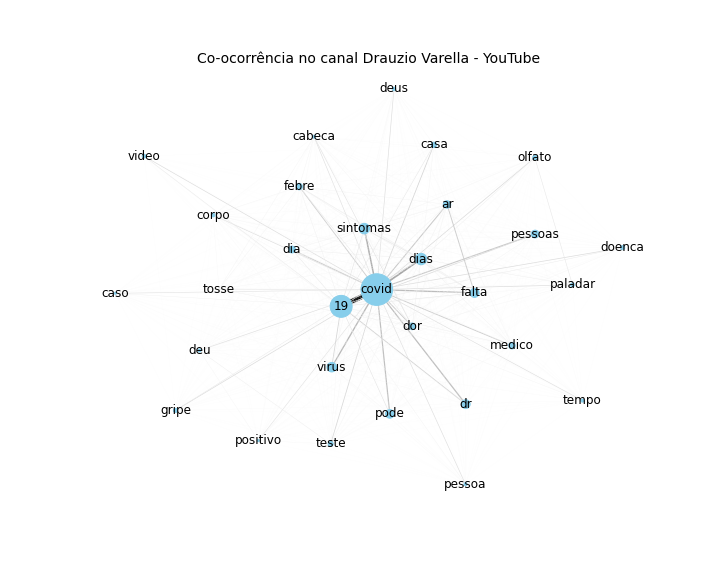 Co-ocorrência no canal Drauzio Varella - YouTube
deus
cabeca
casa
video
olfato
febre
ar
corpo
sintomas
pessoas
dia
doenca
dias
paladar
tosse
covid
caso
falta
19
dor
medico
deu
virus
tempo
dr
gripe
pode
positivo
teste
pessoa